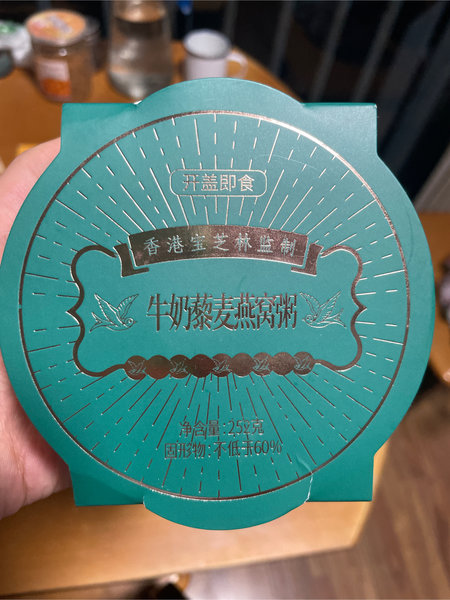 开盖即食
香港宝芝林监制
牛奶藜麦燕窝粥
净含量:252克
固形物:不低于60%